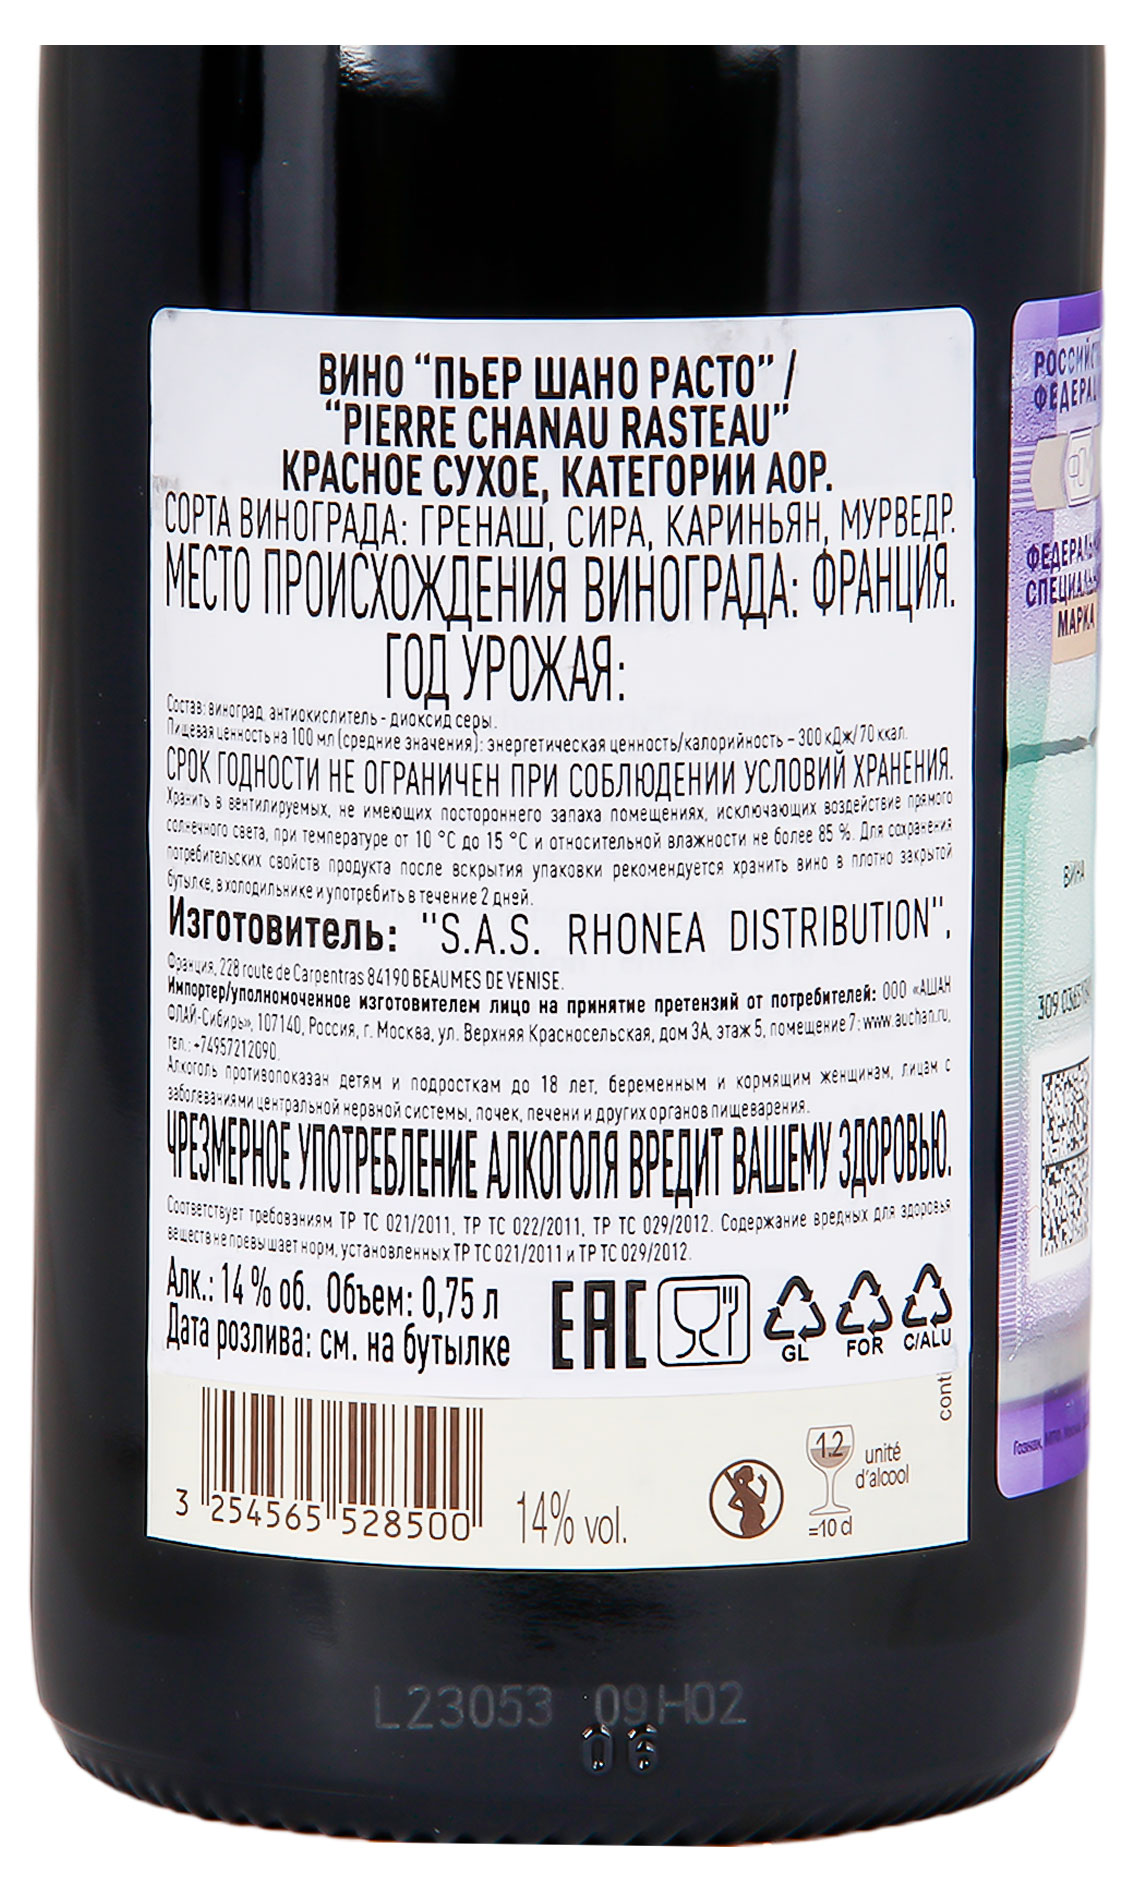 ВИНО “ПЬЕР ШАНО РАСТО” /
“PIERRE CHANAU RASTEAU”
КРАСНОЕ СУХОЕ, КАТЕГОРИИ AOP.
СОРТА ВИНОГРАДА: ГРЕНАШ, СИРА, КАРИНЬЯН, МУРВЕДР.
МЕСТО ПРОИСХОЖДЕНИЯ ВИНОГРАДА: ФРАНЦИЯ.
ГОД УРОЖАЯ:
Состав: виноград, антиокислитель - диоксид серы.
Пищевая ценность на 100 мл (средние значения): энергетическая ценность/калорийность – 300 кДж/70 ккал.
СРОК ГОДНОСТИ НЕ ОГРАНИЧЕН ПРИ СОБЛЮДЕНИИ УСЛОВИЙ ХРАНЕНИЯ.
Хранить в вентилируемых, не имеющих постороннего запаха помещениях, исключающих воздействие прямого
солнечного света, при температуре от 10 °С до 15 °С и относительной влажности не более 85 %. Для сохранения
потребительских свойств продукта после вскрытия упаковки рекомендуется хранить вино в плотно закрытой
бутылке, в холодильнике и употребить в течение 2 дней.
Изготовитель: "S.A.S. RHONEA DISTRIBUTION",
Франция, 228 route de Carpentras 84190 BEAUMES DE VENISE.
Импортер/уполномоченное изготовителем лицо на принятие претензий от потребителей: ООО «АШАН
ФЛАЙ-Сибирь», 107140, Россия, г. Москва, ул. Верхняя Красносельская, дом 3А, этаж 5, помещение 7; www.auchan.ru,
тел.: +74957212090.
Алкоголь противопоказан детям и подросткам до 18 лет, беременным и кормящим женщинам, лицам с
заболеваниями центральной нервной системы, почек, печени и других органов пищеварения.
ЧРЕЗМЕРНОЕ УПОТРЕБЛЕНИЕ АЛКОГОЛЯ ВРЕДИТ ВАШЕМУ ЗДОРОВЬЮ.
Соответствует требованиям ТР ТС 021/2011, ТР ТС 022/2011, ТР ТС 029/2012. Содержание вредных для здоровья
веществ не превышает норм, установленных ТР ТС 021/2011 и ТР ТС 029/2012.
Алк.: 14 % об. Объем: 0,75 л
Дата розлива: см. на бутылке
EAC
GL FOR C/ALU
conti
3 254565 528500
14% vol.
1.2 unité
d'alcool
=10 cl
L23053 09H02
06
РОССИЙСК
ФЕДЕРАЦ
ФЕДЕРАЛЬН
СПЕЦИАЛЬН
МАРКА
ВИНА
309